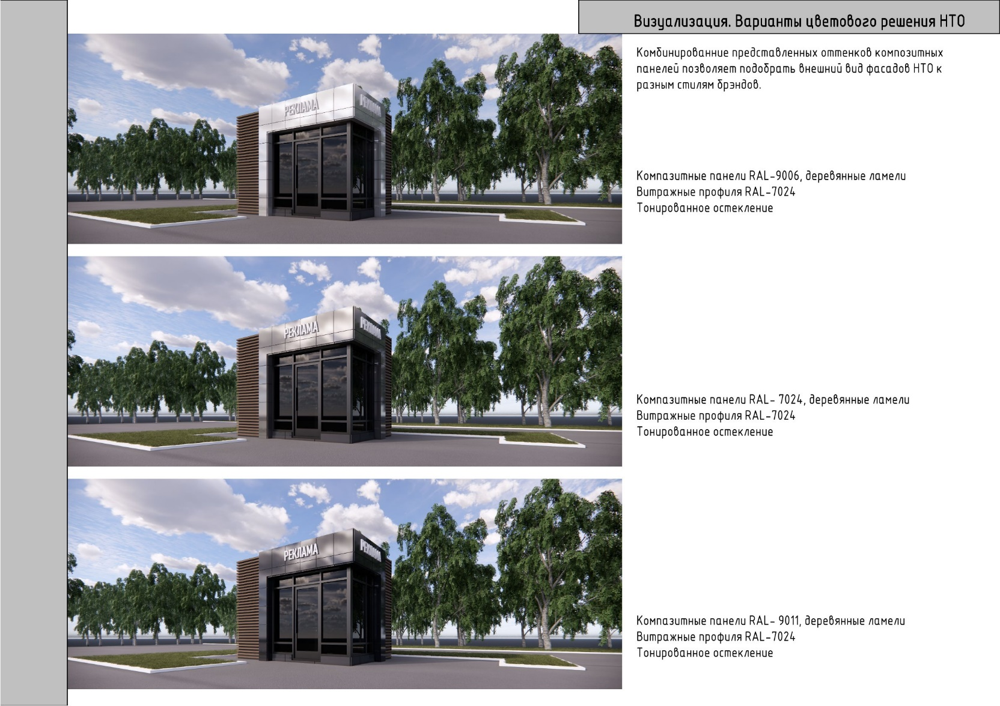 Визуализация. Варианты цветового решения НТО
Комбинированние представленных оттенков композитных
панелей позволяет подобрать внешний вид фасадов НТО к
разным стилям брэндов.
РЕКЛАМА РЕКЛАМА
Компазитные панели RAL-9006, деревянные ламели
Витражные профиля RAL-7024
Тонированное остекление
РЕКЛАМА РЕКЛАМА
Компазитные панели RAL- 7024, деревянные ламели
Витражные профиля RAL-7024
Тонированное остекление
РЕКЛАМА РЕКЛАМА
Компазитные панели RAL- 9011, деревянные ламели
Витражные профиля RAL-7024
Тонированное остекление